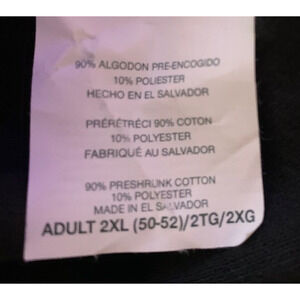 90% ALGODON PRE-ENCOGIDO
10% POLIESTER
HECHO EN EL SALVADOR
PRÉRÉTRÉCI 90% COTON
10% POLYESTER
FABRIQUÉ AU SALVADOR
90% PRESHRUNK COTTON
10% POLYESTER
MADE IN EL SALVADOR
ADULT 2XL (50-52)/2TG/2XG